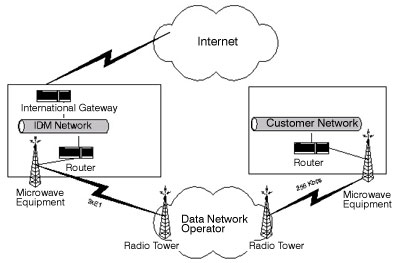 Internet
International Gateway
IDM Network
Router
Microwave
Equipment
3xE1
Data Network
Operator
Radio Tower
Radio Tower
256 Kbps
Customer Network
Router
Microwave
Equipment